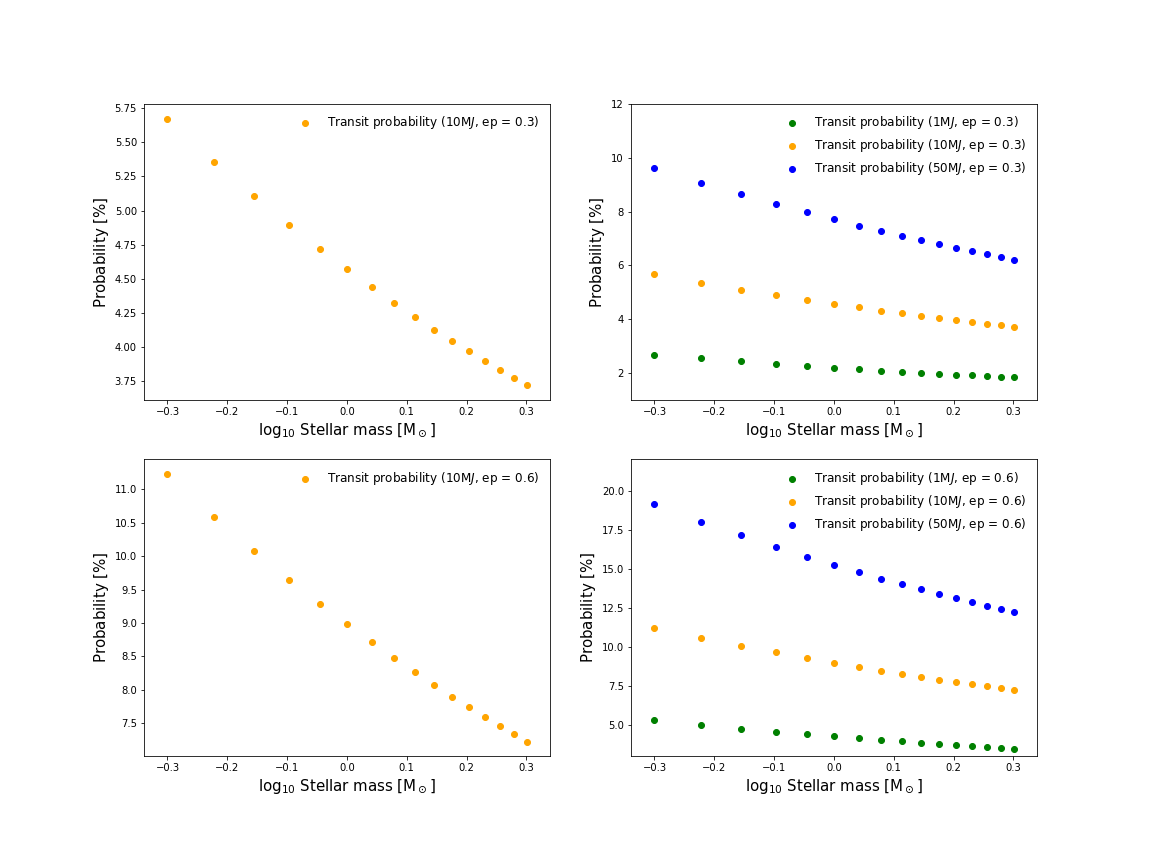 Transit probability (10MJ, ep = 0.3)
5.75
5.50
5.25
5.00
4.75
4.50
4.25
4.00
3.75
Probability [%]
−0.3 −0.2 −0.1 0.0 0.1 0.2 0.3
log₁₀ Stellar mass [M⊙]
Transit probability (1MJ, ep = 0.3)
Transit probability (10MJ, ep = 0.3)
Transit probability (50MJ, ep = 0.3)
12
10
8
6
4
2
Probability [%]
−0.3 −0.2 −0.1 0.0 0.1 0.2 0.3
log₁₀ Stellar mass [M⊙]
Transit probability (10MJ, ep = 0.6)
11.0
10.5
10.0
9.5
9.0
8.5
8.0
7.5
Probability [%]
−0.3 −0.2 −0.1 0.0 0.1 0.2 0.3
log₁₀ Stellar mass [M⊙]
Transit probability (1MJ, ep = 0.6)
Transit probability (10MJ, ep = 0.6)
Transit probability (50MJ, ep = 0.6)
20.0
17.5
15.0
12.5
10.0
7.5
5.0
Probability [%]
−0.3 −0.2 −0.1 0.0 0.1 0.2 0.3
log₁₀ Stellar mass [M⊙]